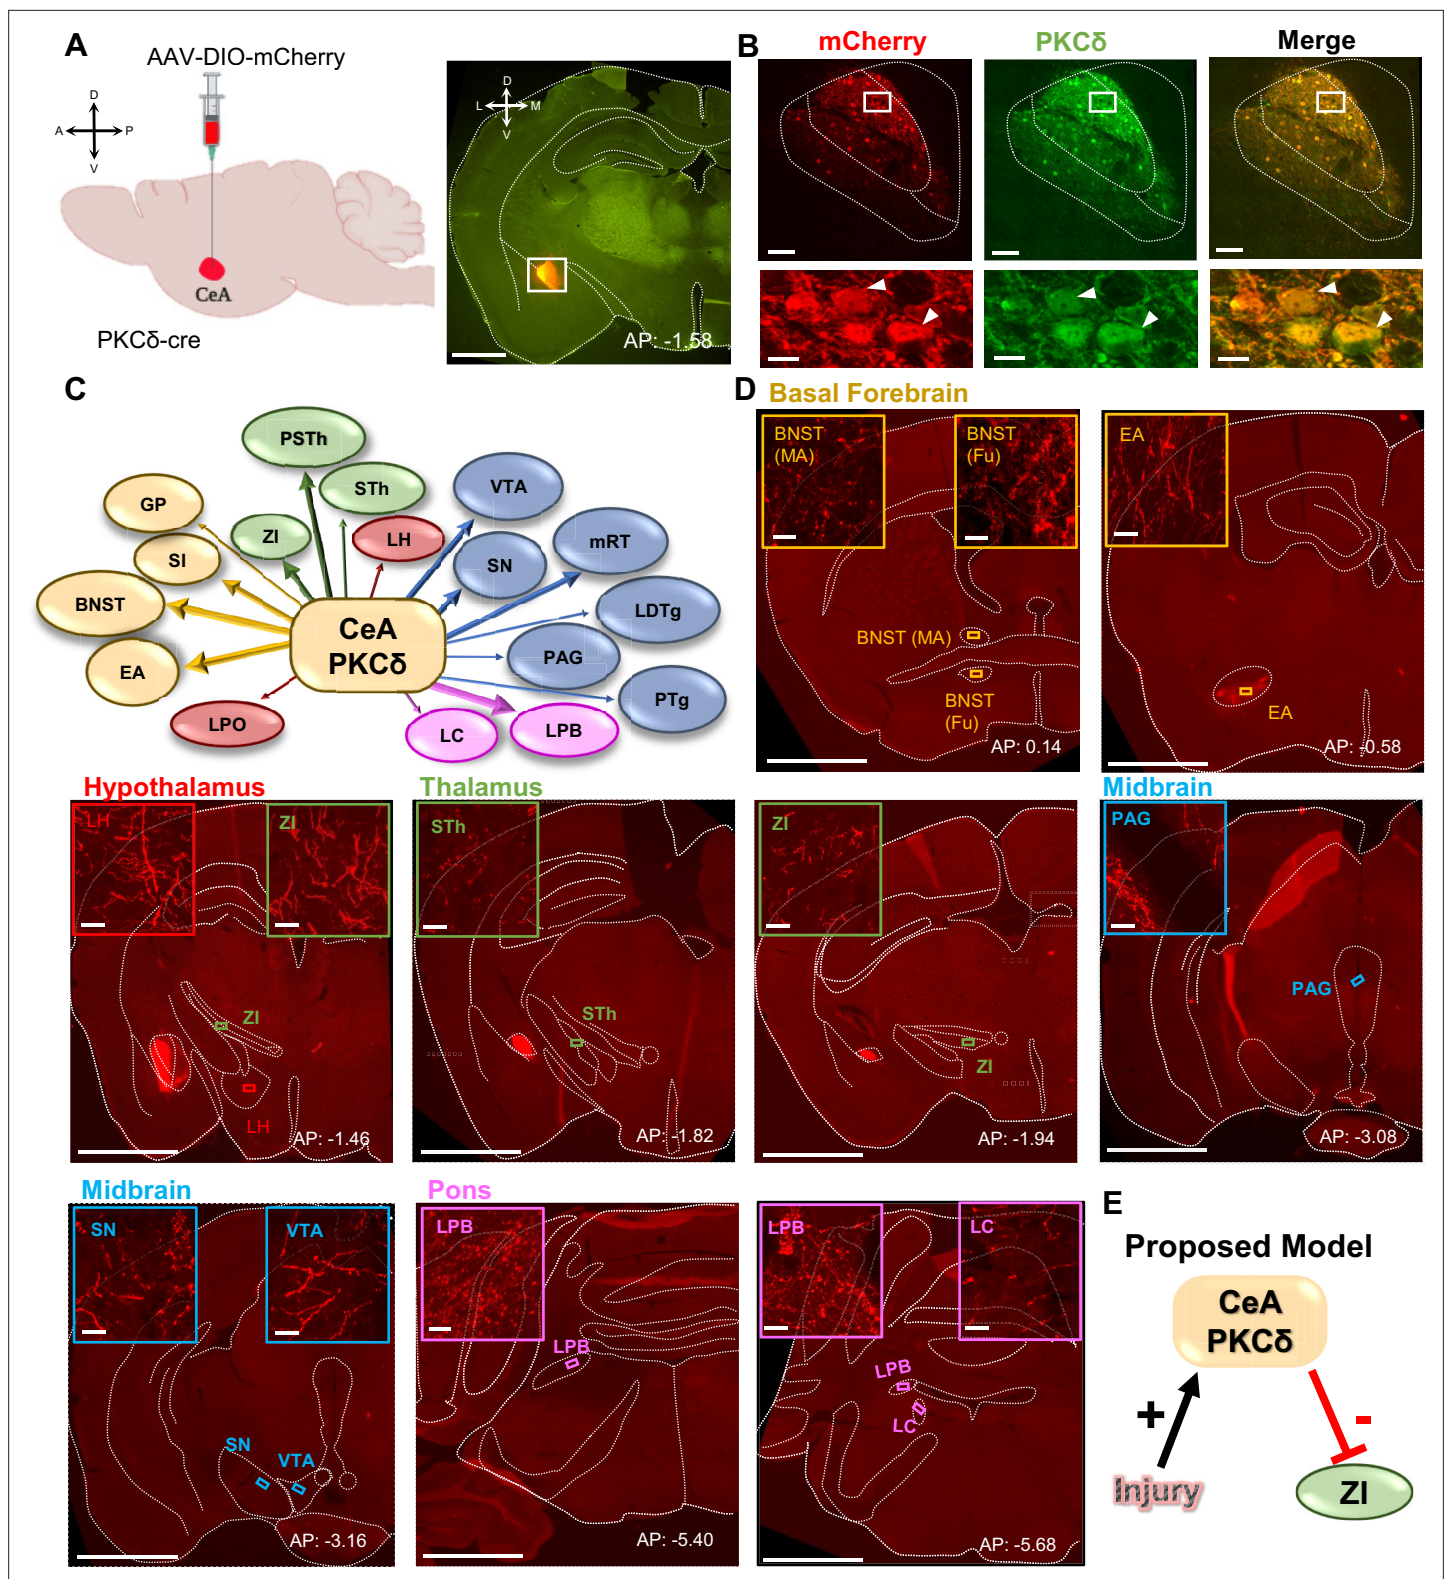 A
AAV-DIO-mCherry
D
A
P
V
CeA
PKCδ-cre
D
L
M
V
AP: -1.58
B
mCherry
PKCδ
Merge
C
PSTh
STh
VTA
GP
ZI
LH
mRT
SI
SN
BNST
LDTg
CeA
PKCδ
EA
PAG
PTg
LPO
LC
LPB
D
Basal Forebrain
BNST
(MA)
BNST
(Fu)
BNST (MA)
BNST
(Fu)
AP: 0.14
EA
EA
AP: -0.58
Hypothalamus
LH
ZI
ZI
LH
AP: -1.46
Thalamus
STh
STh
AP: -1.82
ZI
ZI
AP: -1.94
Midbrain
PAG
PAG
AP: -3.08
Midbrain
SN
VTA
SN
VTA
AP: -3.16
Pons
LPB
LPB
AP: -5.40
LPB
LC
LPB
LC
AP: -5.68
E
Proposed Model
CeA
PKCδ
+
-
Injury
ZI